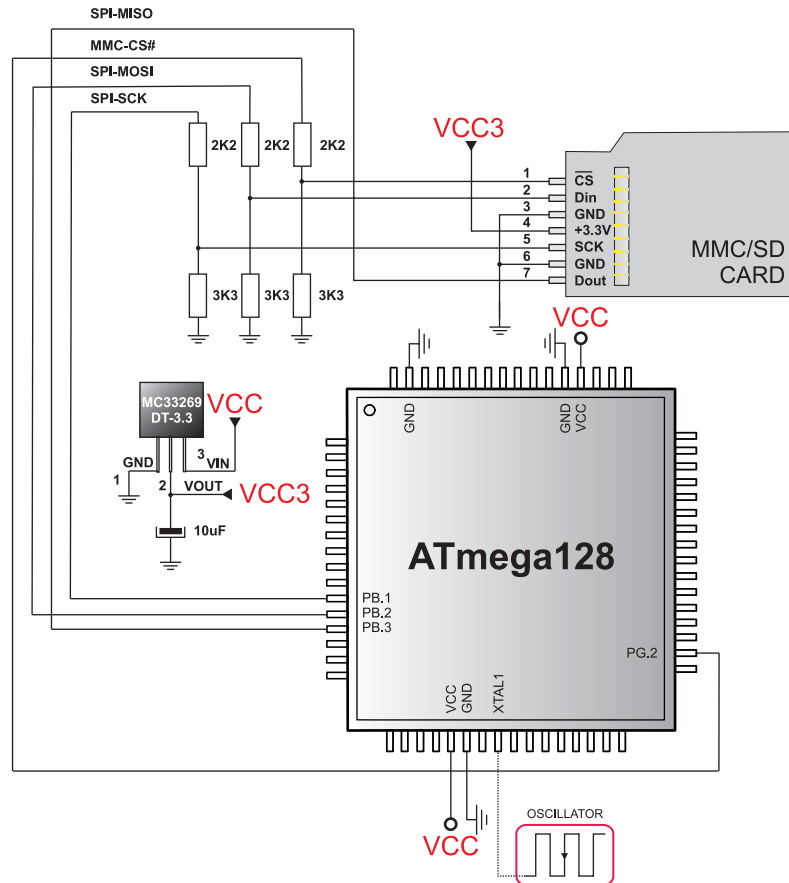 SPI-MISO
MMC-CS#
SPI-MOSI
SPI-SCK
2K2
2K2
2K2
VCC3
1
2
3
4
5
6
7
CS
Din
GND
+3.3V
SCK
GND
Dout
MMC/SD
CARD
3K3
3K3
3K3
VCC
GND
GND
VCC
MC33269
DT-3.3
VCC
GND
1
3
VIN
2
VOUT
VCC3
10uF
ATmega128
PB.1
PB.2
PB.3
PG.2
VCC
GND
XTAL1
VCC
OSCILLATOR